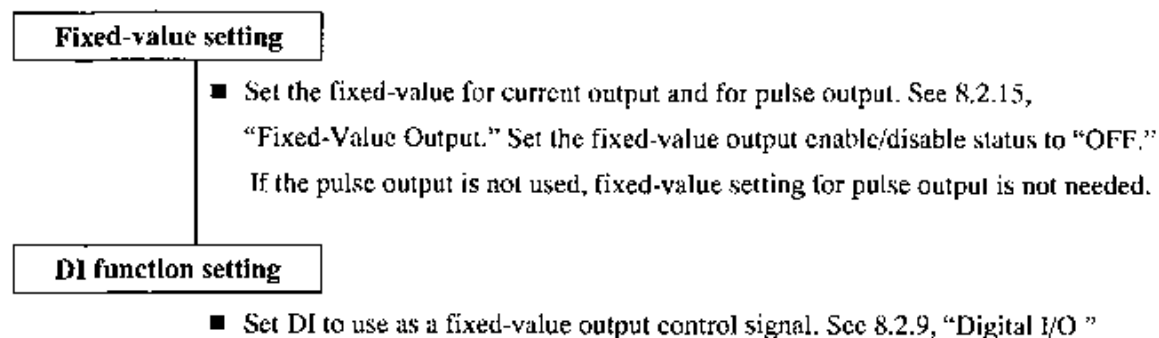 Fixed-value setting
■ Set the fixed-value for current output and for pulse output. See 8.2.15,
“Fixed-Value Output.” Set the fixed-value output enable/disable status to “OFF.”
If the pulse output is not used, fixed-value setting for pulse output is not needed.
DI function setting
■ Set DI to use as a fixed-value output control signal. See 8.2.9, “Digital I/O ”